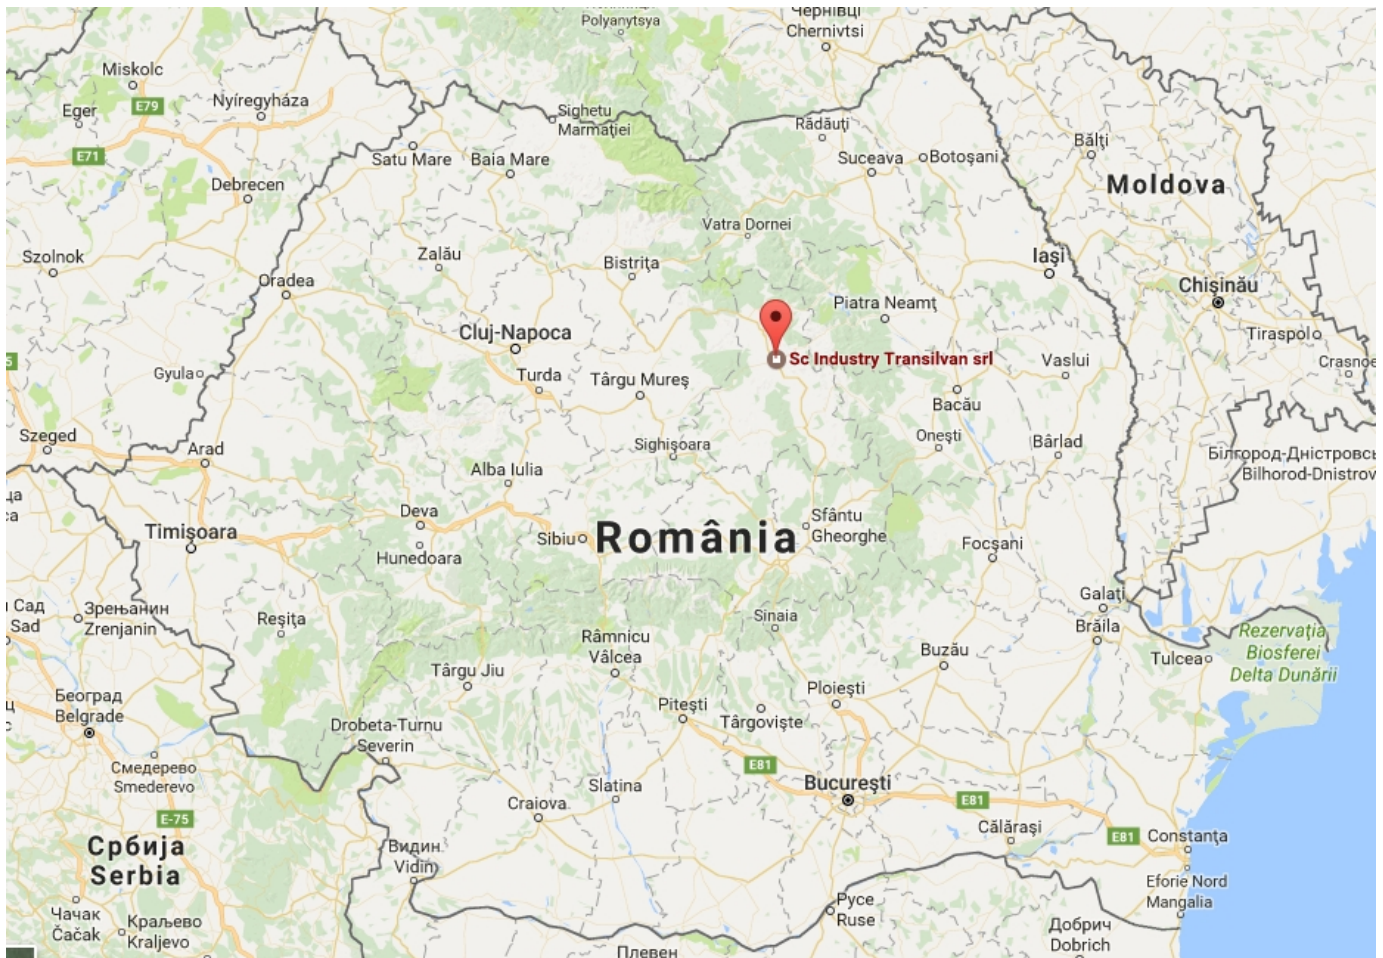 Polyanytsya
Чернівці
Chernivtsi
Miskolc
E79
Eger
Nyíregyháza
Sighetu
Marmației
Rădăuți
Bălți
E71
Satu Mare
Baia Mare
Suceava
Botoșani
Debrecen
Moldova
Vatra Dornei
Szolnok
Zalău
Bistrița
Iași
Oradea
Chișinău
Piatra Neamț
Cluj-Napoca
Tiraspol
Sc Industry Transilvan srl
Vaslui
Crasnoe
Gyula
Turda
Târgu Mureș
Bacău
Szeged
Arad
Sighișoara
Onești
Bârlad
Білгород-Дністровсь
Bilhorod-Dnistrov
Alba Iulia
Deva
Timișoara
Sibiu
România
Sfântu
Gheorghe
Hunedoara
Focșani
Сад
Sad
Зрењанин
Zrenjanin
Reșița
Galați
Sinaia
Râmnicu
Vâlcea
Brăila
Rezervația
Biosferei
Delta Dunării
Tulcea
Buzău
Târgu Jiu
Београд
Belgrade
Ploiești
Pitești
Târgoviște
Drobeta-Turnu
Severin
E81
Смедерево
Smederevo
București
Slatina
E81
Craiova
E-75
Călărași
E81
Constanța
Србија
Serbia
Видин
Vidin
Eforie Nord
Mangalia
Чачак
Čačak
Краљево
Kraljevo
Русе
Ruse
Добрич
Dobrich
Плевен